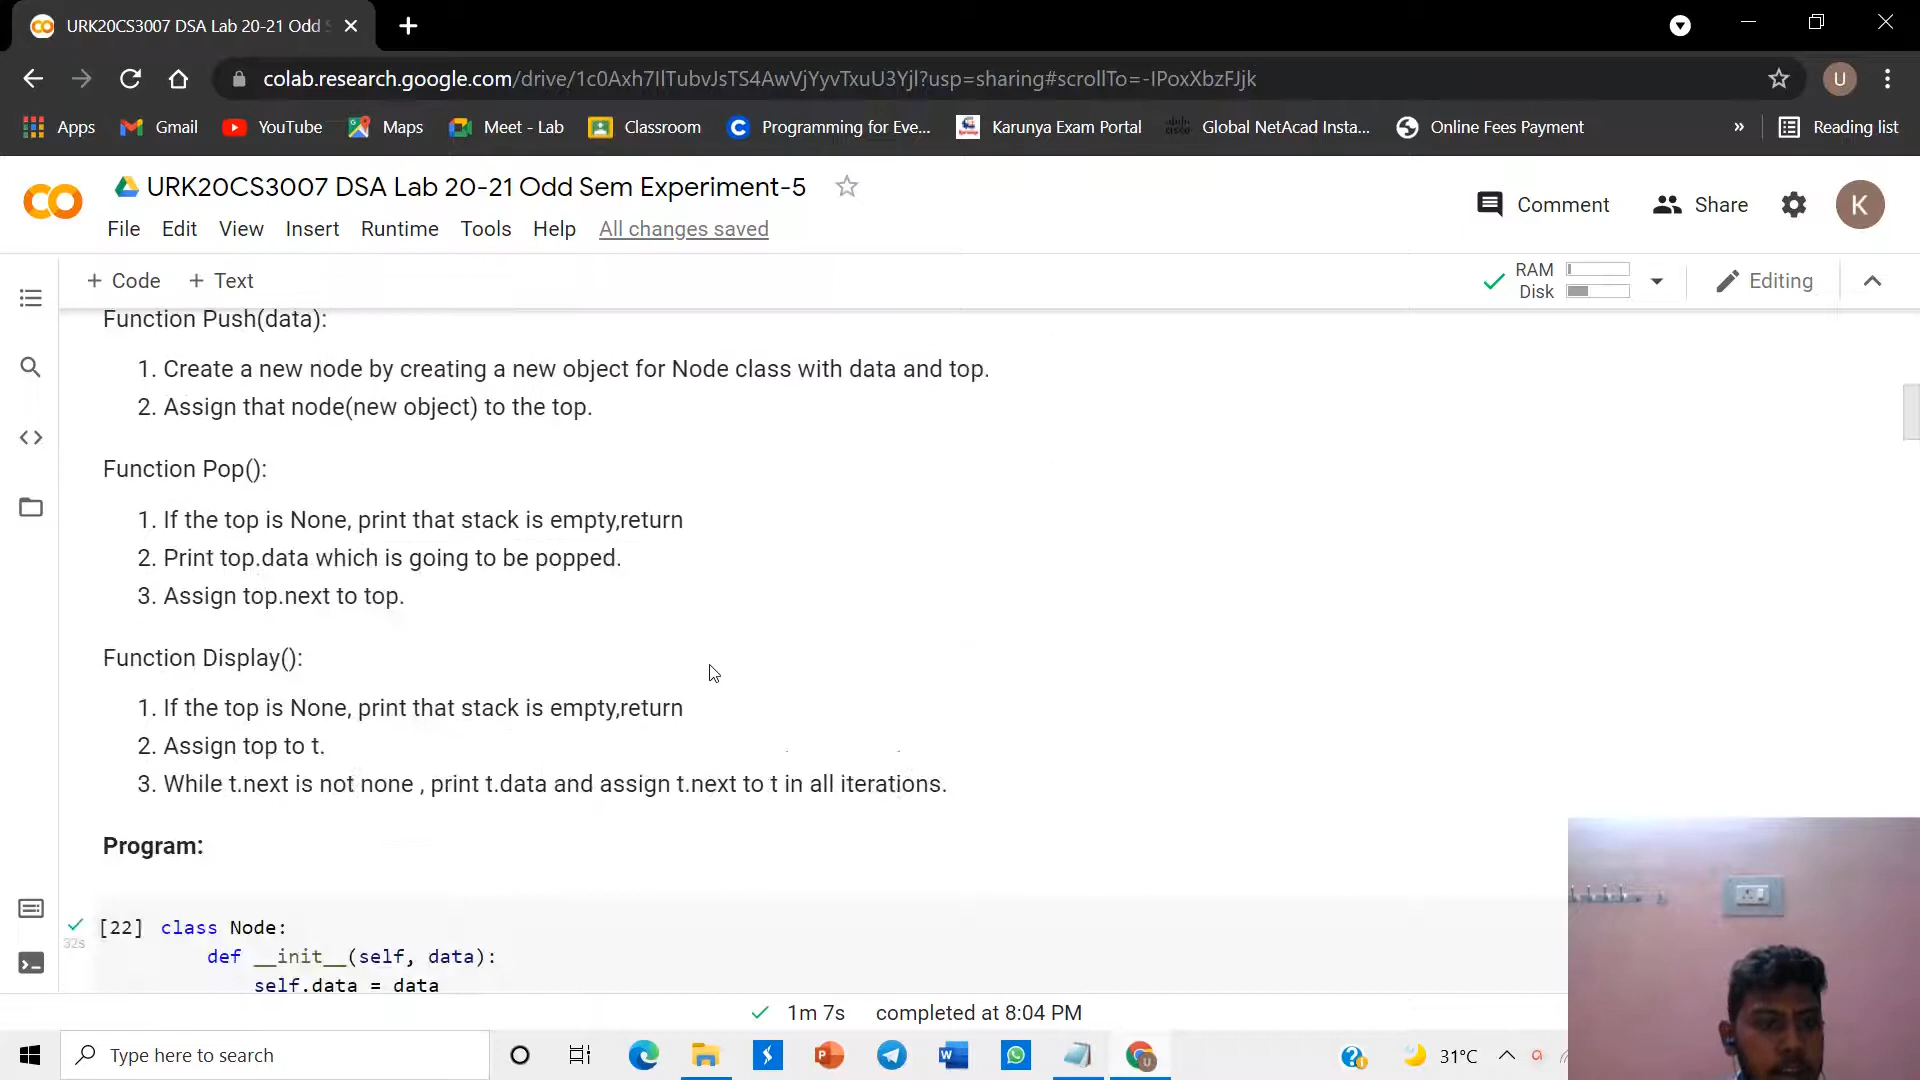 URK20CS3007 DSA Lab 20-21 Odd S
colab.research.google.com/drive/1c0Axh7IlTubvJsTS4AwVjYyvTxuU3Yjl?usp=sharing#scrollTo=-IPoxXbzFJjk
U
Apps Gmail YouTube Maps Meet - Lab Classroom Programming for Eve... Karunya Exam Portal Global NetAcad Insta... Online Fees Payment » Reading list
URK20CS3007 DSA Lab 20-21 Odd Sem Experiment-5
Comment Share K
File Edit View Insert Runtime Tools Help All changes saved
+ Code + Text
RAM
Disk
Editing
Function Push(data):
1. Create a new node by creating a new object for Node class with data and top.
2. Assign that node(new object) to the top.
Function Pop():
1. If the top is None, print that stack is empty,return
2. Print top.data which is going to be popped.
3. Assign top.next to top.
Function Display():
1. If the top is None, print that stack is empty,return
2. Assign top to t.
3. While t.next is not none , print t.data and assign t.next to t in all iterations.
Program:
[22] class Node:
32s
def __init__(self, data):
self.data = data
1m 7s completed at 8:04 PM
Type here to search
31°C